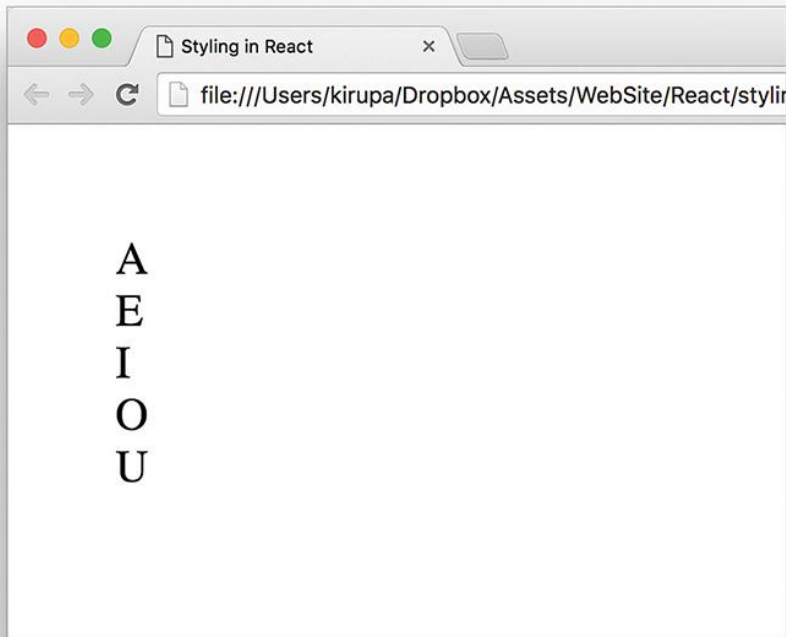 Styling in React
file:///Users/kirupa/Dropbox/Assets/WebSite/React/stylin
A
E
I
O
U